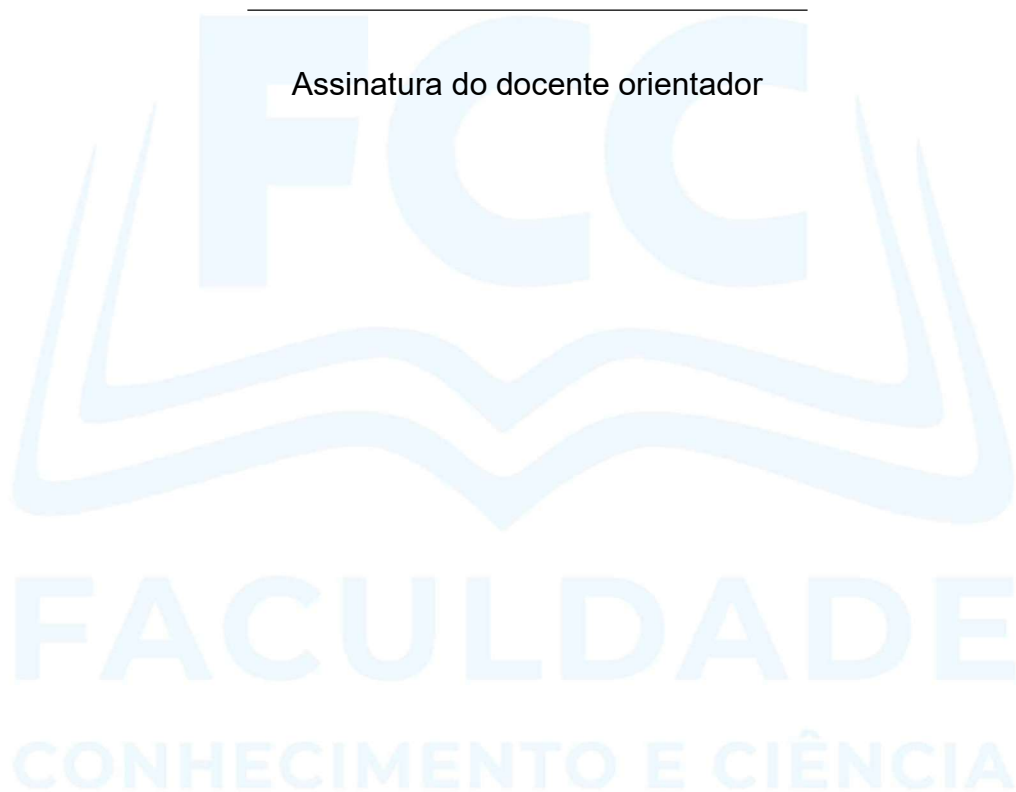 Assinatura do docente orientador
FCC
FACULDADE
CONHECIMENTO E CIÊNCIA